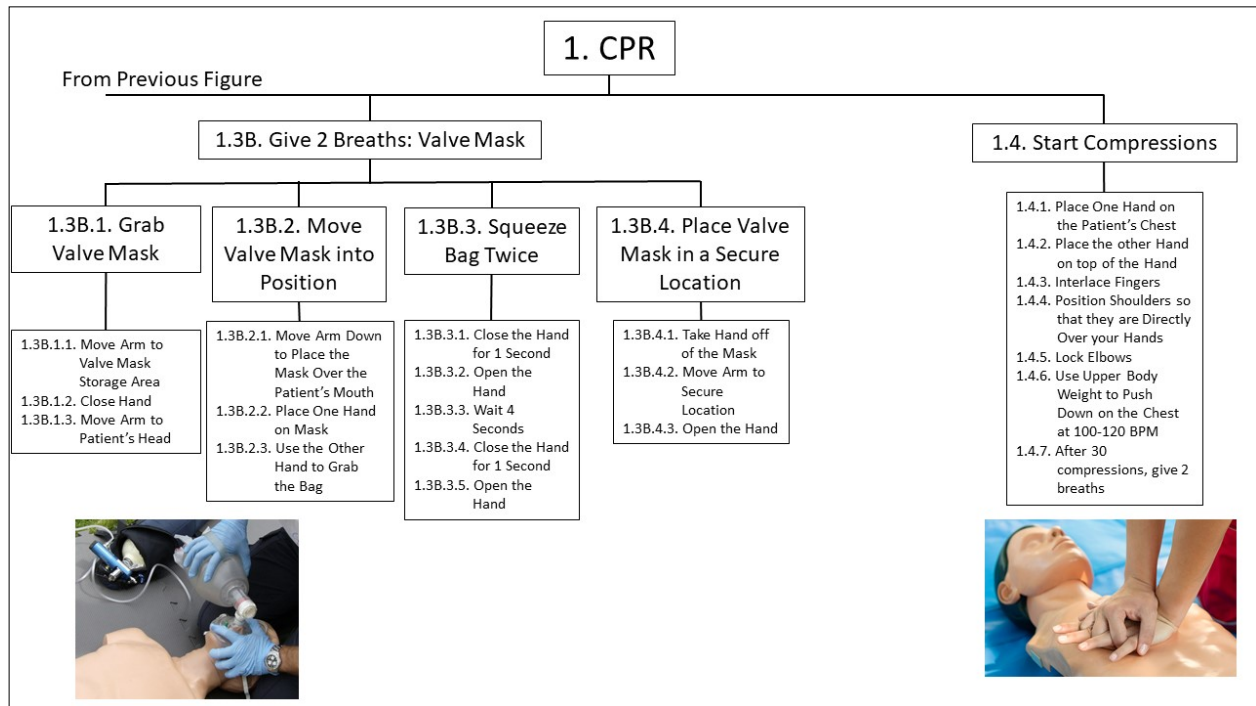 1. CPR
From Previous Figure
1.3B. Give 2 Breaths: Valve Mask
1.4. Start Compressions
1.3B.1. Grab
Valve Mask
1.3B.2. Move
Valve Mask into
Position
1.3B.3. Squeeze
Bag Twice
1.3B.4. Place Valve
Mask in a Secure
Location
1.3B.1.1. Move Arm to
Valve Mask
Storage Area
1.3B.1.2. Close Hand
1.3B.1.3. Move Arm to
Patient's Head
1.3B.2.1. Move Arm Down
to Place the
Mask Over the
Patient's Mouth
1.3B.2.2. Place One Hand
on Mask
1.3B.2.3. Use the Other
Hand to Grab
the Bag
1.3B.3.1. Close the Hand
for 1 Second
1.3B.3.2. Open the
Hand
1.3B.3.3. Wait 4
Seconds
1.3B.3.4. Close the Hand
for 1 Second
1.3B.3.5. Open the
Hand
1.3B.4.1. Take Hand off
of the Mask
1.3B.4.2. Move Arm to
Secure
Location
1.3B.4.3. Open the Hand
1.4.1. Place One Hand on
the Patient's Chest
1.4.2. Place the other Hand
on top of the Hand
1.4.3. Interlace Fingers
1.4.4. Position Shoulders so
that they are Directly
Over your Hands
1.4.5. Lock Elbows
1.4.6. Use Upper Body
Weight to Push
Down on the Chest
at 100-120 BPM
1.4.7. After 30
compressions, give 2
breaths